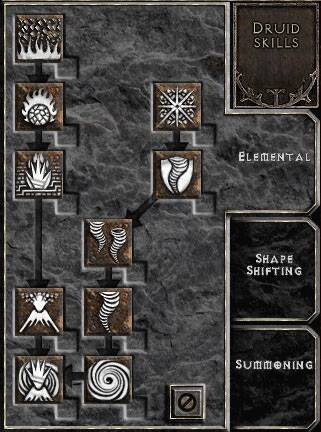 DRUID
SKILLS
ELEMENTAL
SHAPE
SHIFTING
SUMMONING